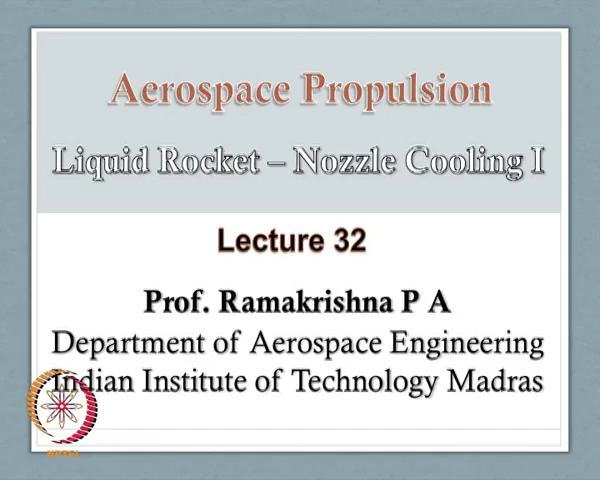 Aerospace Propulsion
Liquid Rocket – Nozzle Cooling I
Lecture 32
Prof. Ramakrishna P A
Department of Aerospace Engineering
Indian Institute of Technology Madras
NPTEL